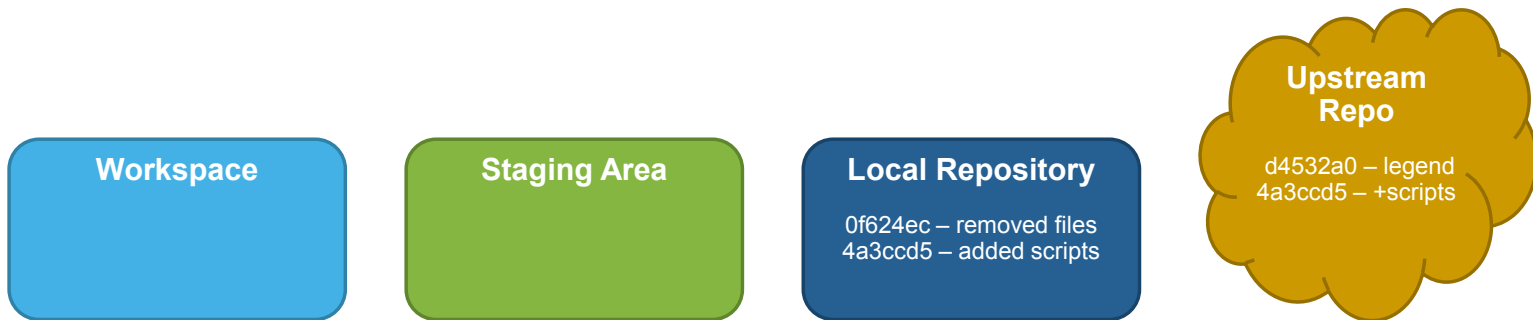 Workspace
Staging Area
Local Repository
0f624ec – removed files
4a3ccd5 – added scripts
Upstream
Repo
d4532a0 – legend
4a3ccd5 – +scripts